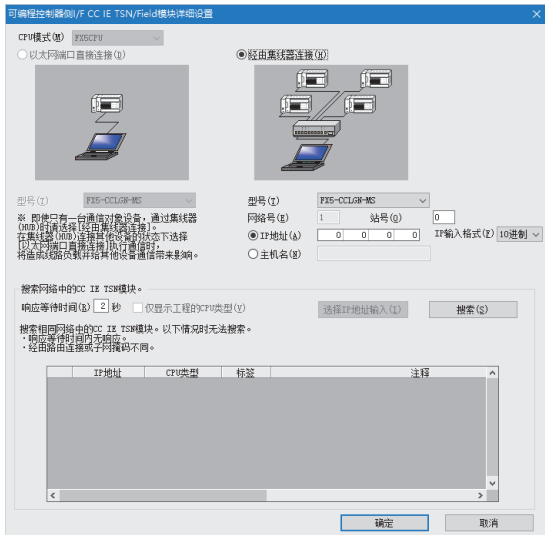 可编程控制器侧I/F CC IE TSN/Field模块详细设置
CPU模式(M) FX5CPU
以太网端口直接连接(D)
经由集线器连接(H)
型号(T) FX5-CCLGN-MS
型号(T) FX5-CCLGN-MS
※ 即使只有一台通信对象设备，通过集线器
(HUB)时请选择[经由集线器连接]。
在集线器(HUB)连接其他设备的状态下选择
[以太网端口直接连接]执行通信时，
将造成线路负载并给其他设备通信带来影响。
网络号(E) 1 站号(O) 0
IP地址(A) 0 0 0 0 IP输入格式(F) 10进制
主机名(N)
搜索网络中的CC IE TSN模块。
响应等待时间(R) 2 秒 仅显示工程的CPU类型(Y) 选择IP地址输入(I) 搜索(S)
搜索相同网络中的CC IE TSN模块。以下情况时无法搜索。
・响应等待时间内无响应。
・经由路由连接或子网掩码不同。
IP地址 CPU类型 标签 注释
确定 取消